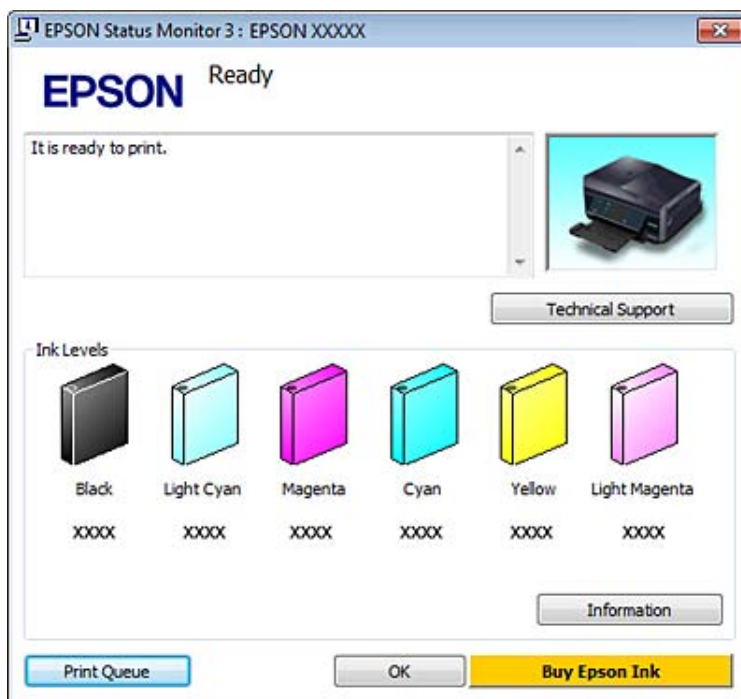 EPSON Status Monitor 3 : EPSON XXXXX
EPSON
Ready
It is ready to print.
Technical Support
Ink Levels
Black Light Cyan Magenta Cyan Yellow Light Magenta
XXXX XXXX XXXX XXXX XXXX XXXX
Information
Print Queue OK Buy Epson Ink